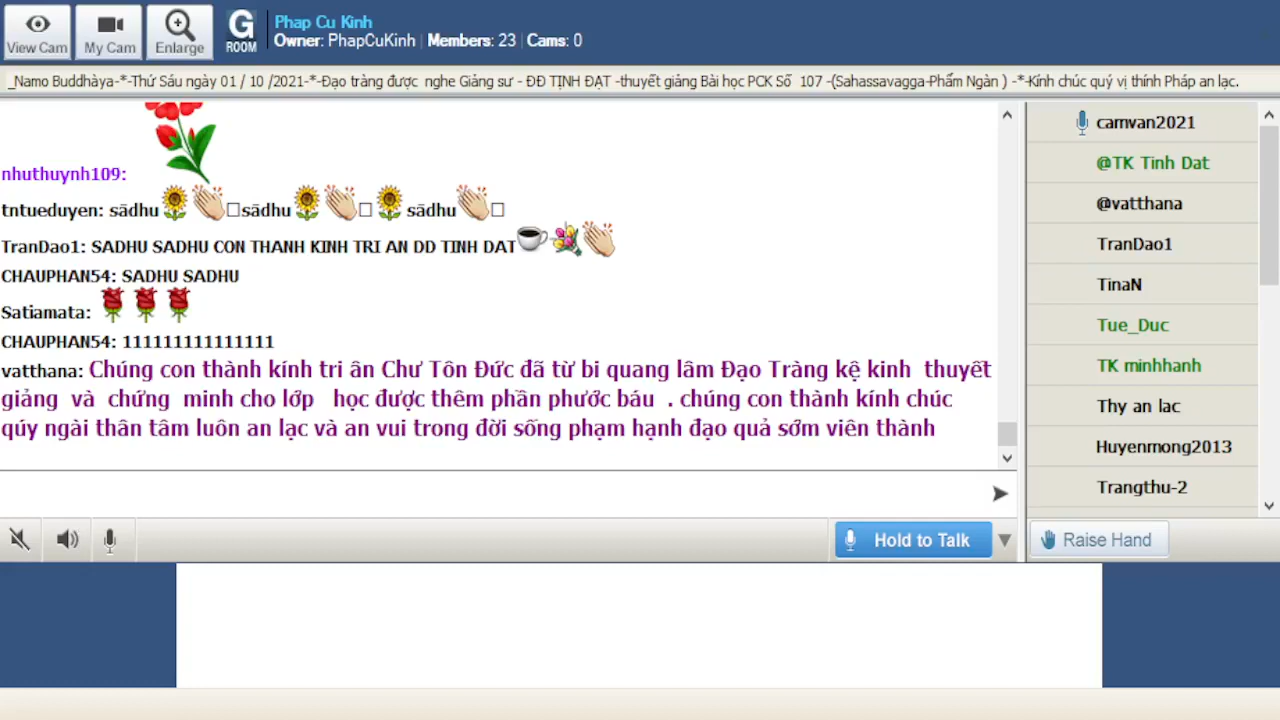 View Cam
My Cam
Enlarge
G
ROOM
Phap Cu Kinh
Owner: PhapCuKinh | Members: 23 - Cams: 0
_Namo Buddhàya-*-Thứ Sáu ngày 01 / 10 /2021-*-Đạo tràng được nghe Giảng sư - ĐĐ TỊNH ĐẠT -thuyết giảng Bài học PCK Số 107 -(Sahassavagga-Phẩm Ngàn ) -*-Kính chúc quý vị thính Pháp an lạc.
nhuthuynh109:
tntueduyen: sādhu🌻👏□sādhu🌻👏□🌻sādhu👏□
TranDao1: SADHU SADHU CON THANH KINH TRI AN DD TINH DAT☕💐👏
CHAUPHAN54: SADHU SADHU
Satiamata: 🌹🌹🌹
CHAUPHAN54: 111111111111111
vatthana: Chúng con thành kính tri ân Chư Tôn Đức đã từ bi quang lâm Đạo Tràng kệ kinh thuyết
giảng và chứng minh cho lớp học được thêm phần phước báu . chúng con thành kính chúc
qúy ngài thân tâm luôn an lạc và an vui trong đời sống phạm hạnh đạo quả sớm viên thành
camvan2021
@TK Tinh Dat
@vatthana
TranDao1
TinaN
Tue_Duc
TK minhhanh
Thy an lac
Huyenmong2013
Trangthu-2
Hold to Talk
Raise Hand